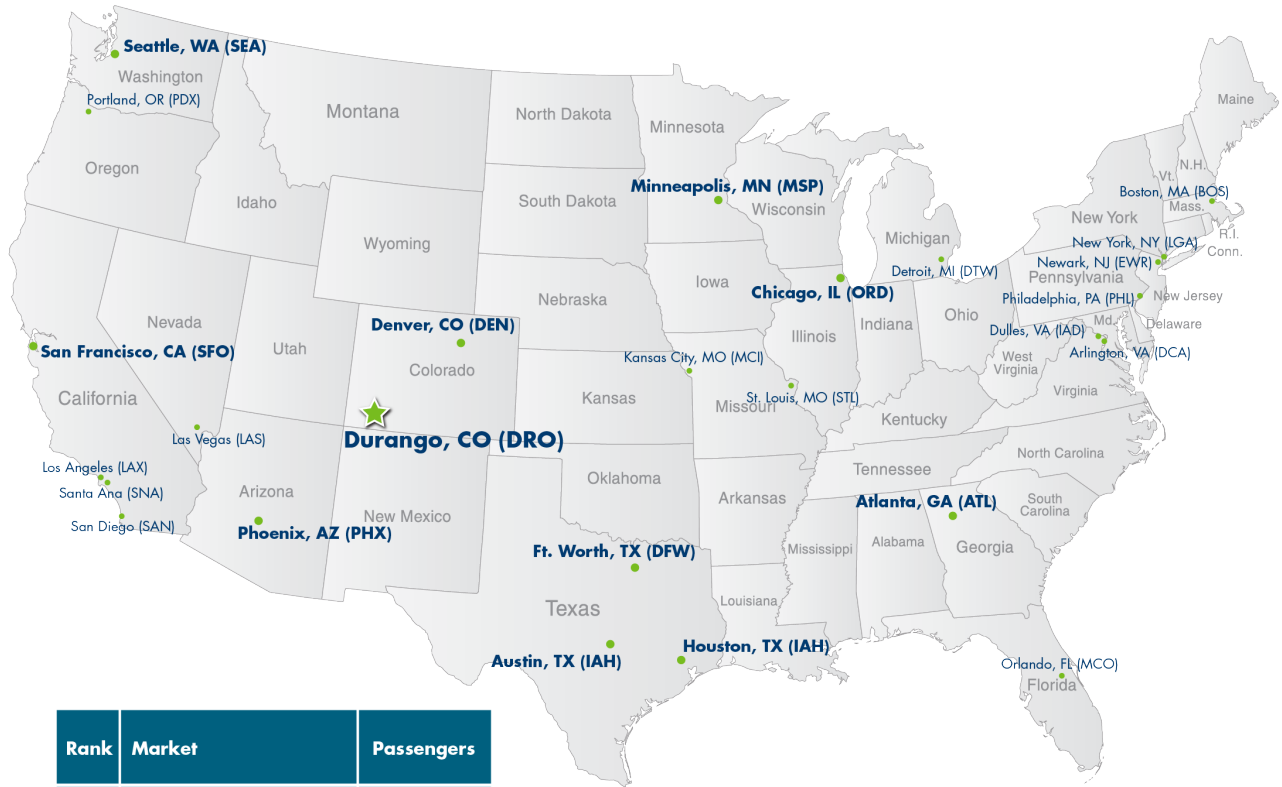 Seattle, WA (SEA)
Washington
Portland, OR (PDX)
Montana
North Dakota
Minnesota
Maine
Oregon
Idaho
South Dakota
Minneapolis, MN (MSP)
Wisconsin
Vt.
N.H.
Boston, MA (BOS)
Mass.
New York
R.I.
Conn.
Wyoming
Michigan
Detroit, MI (DTW)
New York, NY (LGA)
Newark, NJ (EWR)
Pennsylvania
Philadelphia, PA (PHL)
New Jersey
Iowa
Nebraska
Chicago, IL (ORD)
Nevada
Utah
Denver, CO (DEN)
Colorado
Illinois
Indiana
Ohio
Md.
Delaware
Dulles, VA (IAD)
Arlington, VA (DCA)
San Francisco, CA (SFO)
California
Kansas City, MO (MCI)
St. Louis, MO (STL)
Missouri
Kansas
West
Virginia
Virginia
Kentucky
Durango, CO (DRO)
Las Vegas (LAS)
Los Angeles (LAX)
Santa Ana (SNA)
San Diego (SAN)
Arizona
Phoenix, AZ (PHX)
New Mexico
Oklahoma
Arkansas
Tennessee
North Carolina
South
Carolina
Atlanta, GA (ATL)
Georgia
Alabama
Mississippi
Ft. Worth, TX (DFW)
Texas
Louisiana
Austin, TX (IAH)
Houston, TX (IAH)
Orlando, FL (MCO)
Florida
Rank Market Passengers